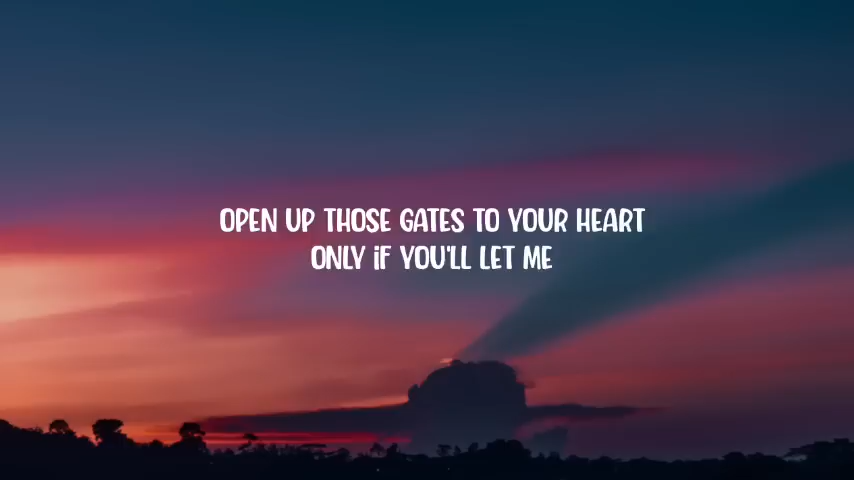 OPEN UP THOSE GATES TO YOUR HEART
ONLY iF YOU'LL LET ME